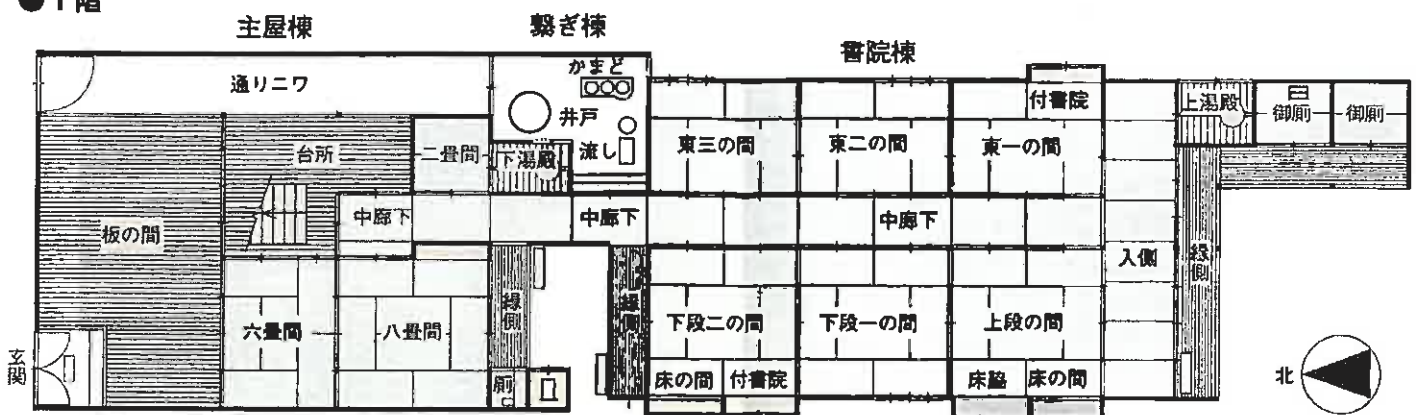 ●1階
主屋棟
繋ぎ棟
書院棟
通りニワ
かまど
井戸
流し
台所
二畳間
下湯殿
東三の間
東二の間
東一の間
付書院
上湯殿
御厠
御厠
板の間
中廊下
中廊下
中廊下
入側
縁側
六畳間
八畳間
縁側
縁側
下段二の間
下段一の間
上段の間
玄関
厠
床の間
付書院
床脇
床の間
北